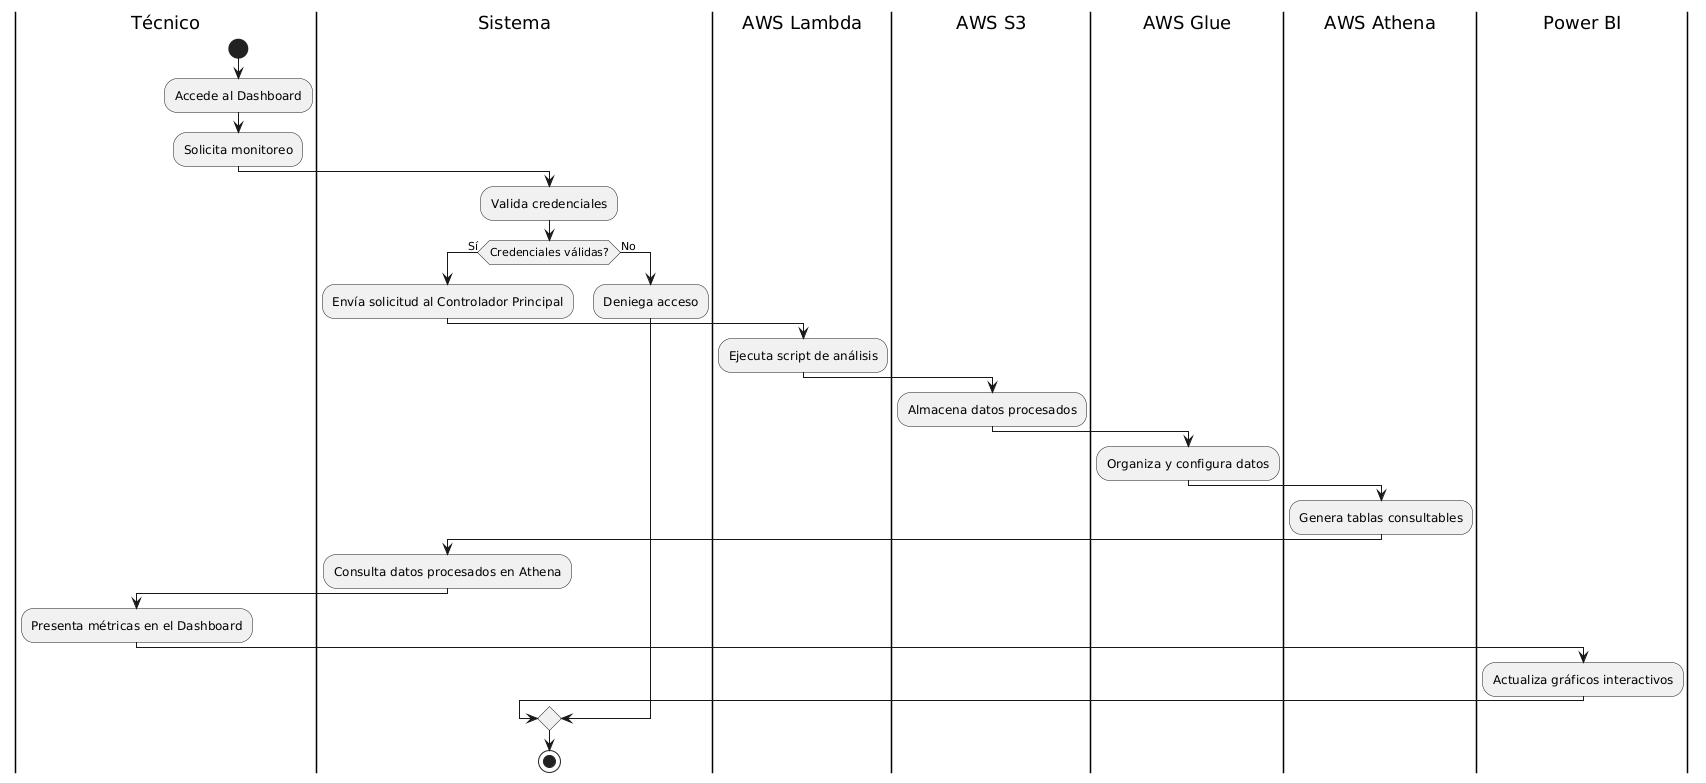 Técnico
Sistema
AWS Lambda
AWS S3
AWS Glue
AWS Athena
Power BI
Accede al Dashboard
Solicita monitoreo
Valida credenciales
Sí
Credenciales válidas?
No
Envía solicitud al Controlador Principal
Deniega acceso
Ejecuta script de análisis
Almacena datos procesados
Organiza y configura datos
Genera tablas consultables
Consulta datos procesados en Athena
Presenta métricas en el Dashboard
Actualiza gráficos interactivos